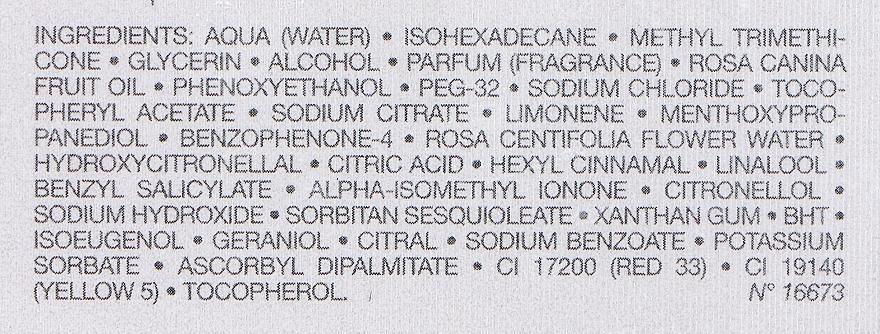 INGREDIENTS: AQUA (WATER) • ISOHEXADECANE • METHYL TRIMETHI-
CONE • GLYCERIN • ALCOHOL • PARFUM (FRAGRANCE) • ROSA CANINA
FRUIT OIL • PHENOXYETHANOL • PEG-32 • SODIUM CHLORIDE • TOCO-
PHERYL ACETATE • SODIUM CITRATE • LIMONENE • MENTHOXYPRO-
PANEDIOL • BENZOPHENONE-4 • ROSA CENTIFOLIA FLOWER WATER •
HYDROXYCITRONELLAL • CITRIC ACID • HEXYL CINNAMAL • LINALOOL •
BENZYL SALICYLATE • ALPHA-ISOMETHYL IONONE • CITRONELLOL •
SODIUM HYDROXIDE • SORBITAN SESQUIOLEATE • XANTHAN GUM • BHT •
ISOEUGENOL • GERANIOL • CITRAL • SODIUM BENZOATE • POTASSIUM
SORBATE • ASCORBYL DIPALMITATE • CI 17200 (RED 33) • CI 19140
(YELLOW 5) • TOCOPHEROL. N° 16673